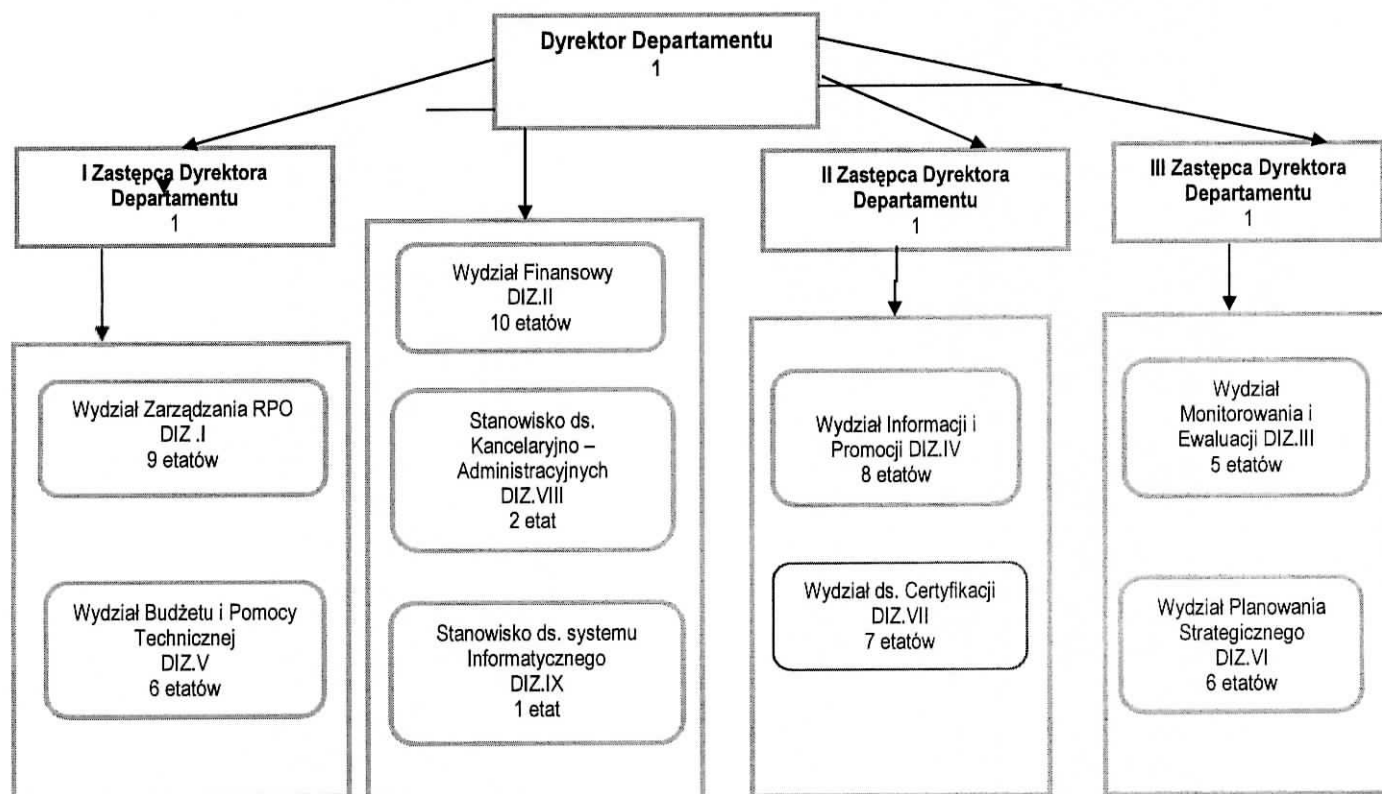 Dyrektor Departamentu
1
I Zastępca Dyrektora
Departamentu
1
II Zastępca Dyrektora
Departamentu
1
III Zastępca Dyrektora
Departamentu
1
Wydział Zarządzania RPO
DIZ .I
9 etatów
Wydział Budżetu i Pomocy
Technicznej
DIZ.V
6 etatów
Wydział Finansowy
DIZ.II
10 etatów
Stanowisko ds.
Kancelaryjno –
Administracyjnych
DIZ.VIII
2 etat
Stanowisko ds. systemu
Informatycznego
DIZ.IX
1 etat
Wydział Informacji i
Promocji DIZ.IV
8 etatów
Wydział ds. Certyfikacji
DIZ.VII
7 etatów
Wydział
Monitorowania i
Ewaluacji DIZ.III
5 etatów
Wydział Planowania
Strategicznego
DIZ.VI
6 etatów